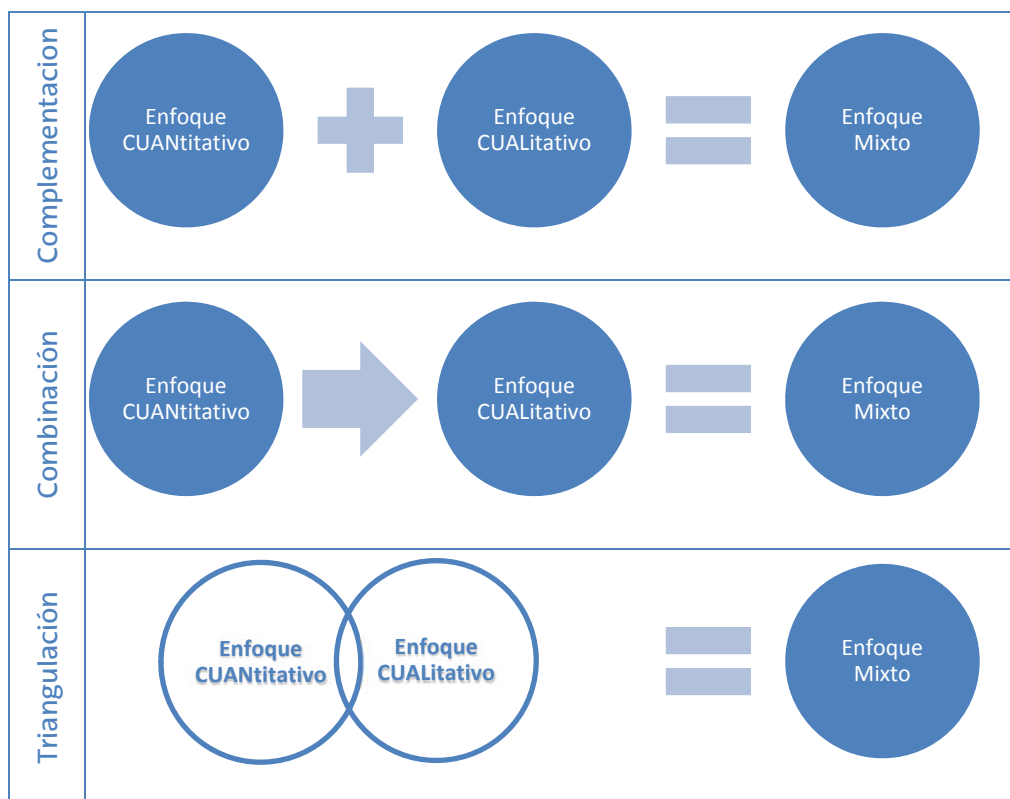 Complementacion
Enfoque
CUANtitativo
Enfoque
CUALitativo
Enfoque
Mixto
Combinación
Enfoque
CUANtitativo
Enfoque
CUALitativo
Enfoque
Mixto
Triangulación
Enfoque
CUANtitativo
Enfoque
CUALitativo
Enfoque
Mixto